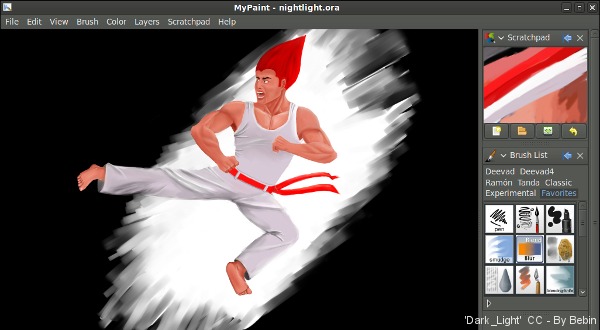 MyPaint - nightlight.ora
File Edit View Brush Color Layers Scratchpad Help
Scratchpad
Brush List
Deevad Deevad4
Ramón Tanda Classic
Experimental Favorites
pen
smudge Blur
Blur
'Dark_Light' CC - By Bebin